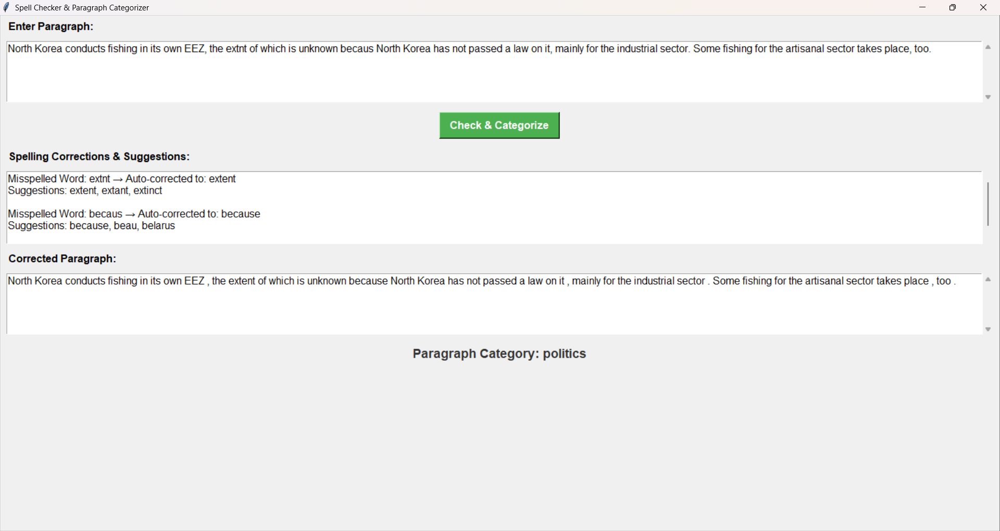 Spell Checker & Paragraph Categorizer
Enter Paragraph:
North Korea conducts fishing in its own EEZ, the extnt of which is unknown becaus North Korea has not passed a law on it, mainly for the industrial sector. Some fishing for the artisanal sector takes place, too.
Check & Categorize
Spelling Corrections & Suggestions:
Misspelled Word: extnt → Auto-corrected to: extent
Suggestions: extent, extant, extinct
Misspelled Word: becaus → Auto-corrected to: because
Suggestions: because, beau, belarus
Corrected Paragraph:
North Korea conducts fishing in its own EEZ , the extent of which is unknown because North Korea has not passed a law on it , mainly for the industrial sector . Some fishing for the artisanal sector takes place , too .
Paragraph Category: politics